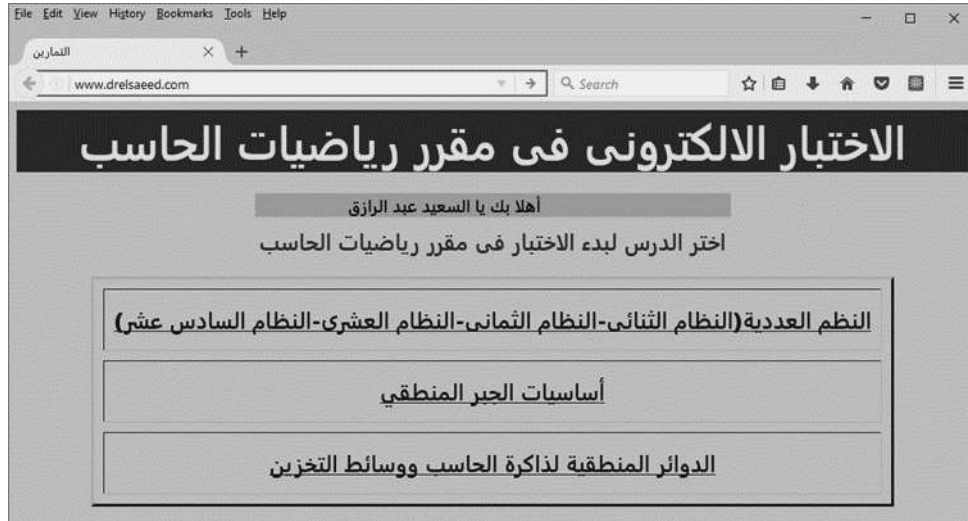 File Edit View History Bookmarks Tools Help
التمارين
www.drelsaeed.com Search
الاختبار الالكترونى فى مقرر رياضيات الحاسب
أهلا بك يا السعيد عبد الرازق
اختر الدرس لبدء الاختبار فى مقرر رياضيات الحاسب
النظم العددية(النظام الثنائى-النظام الثمانى-النظام العشرى-النظام السادس عشر)
أساسيات الجبر المنطقي
الدوائر المنطقية لذاكرة الحاسب ووسائط التخزين